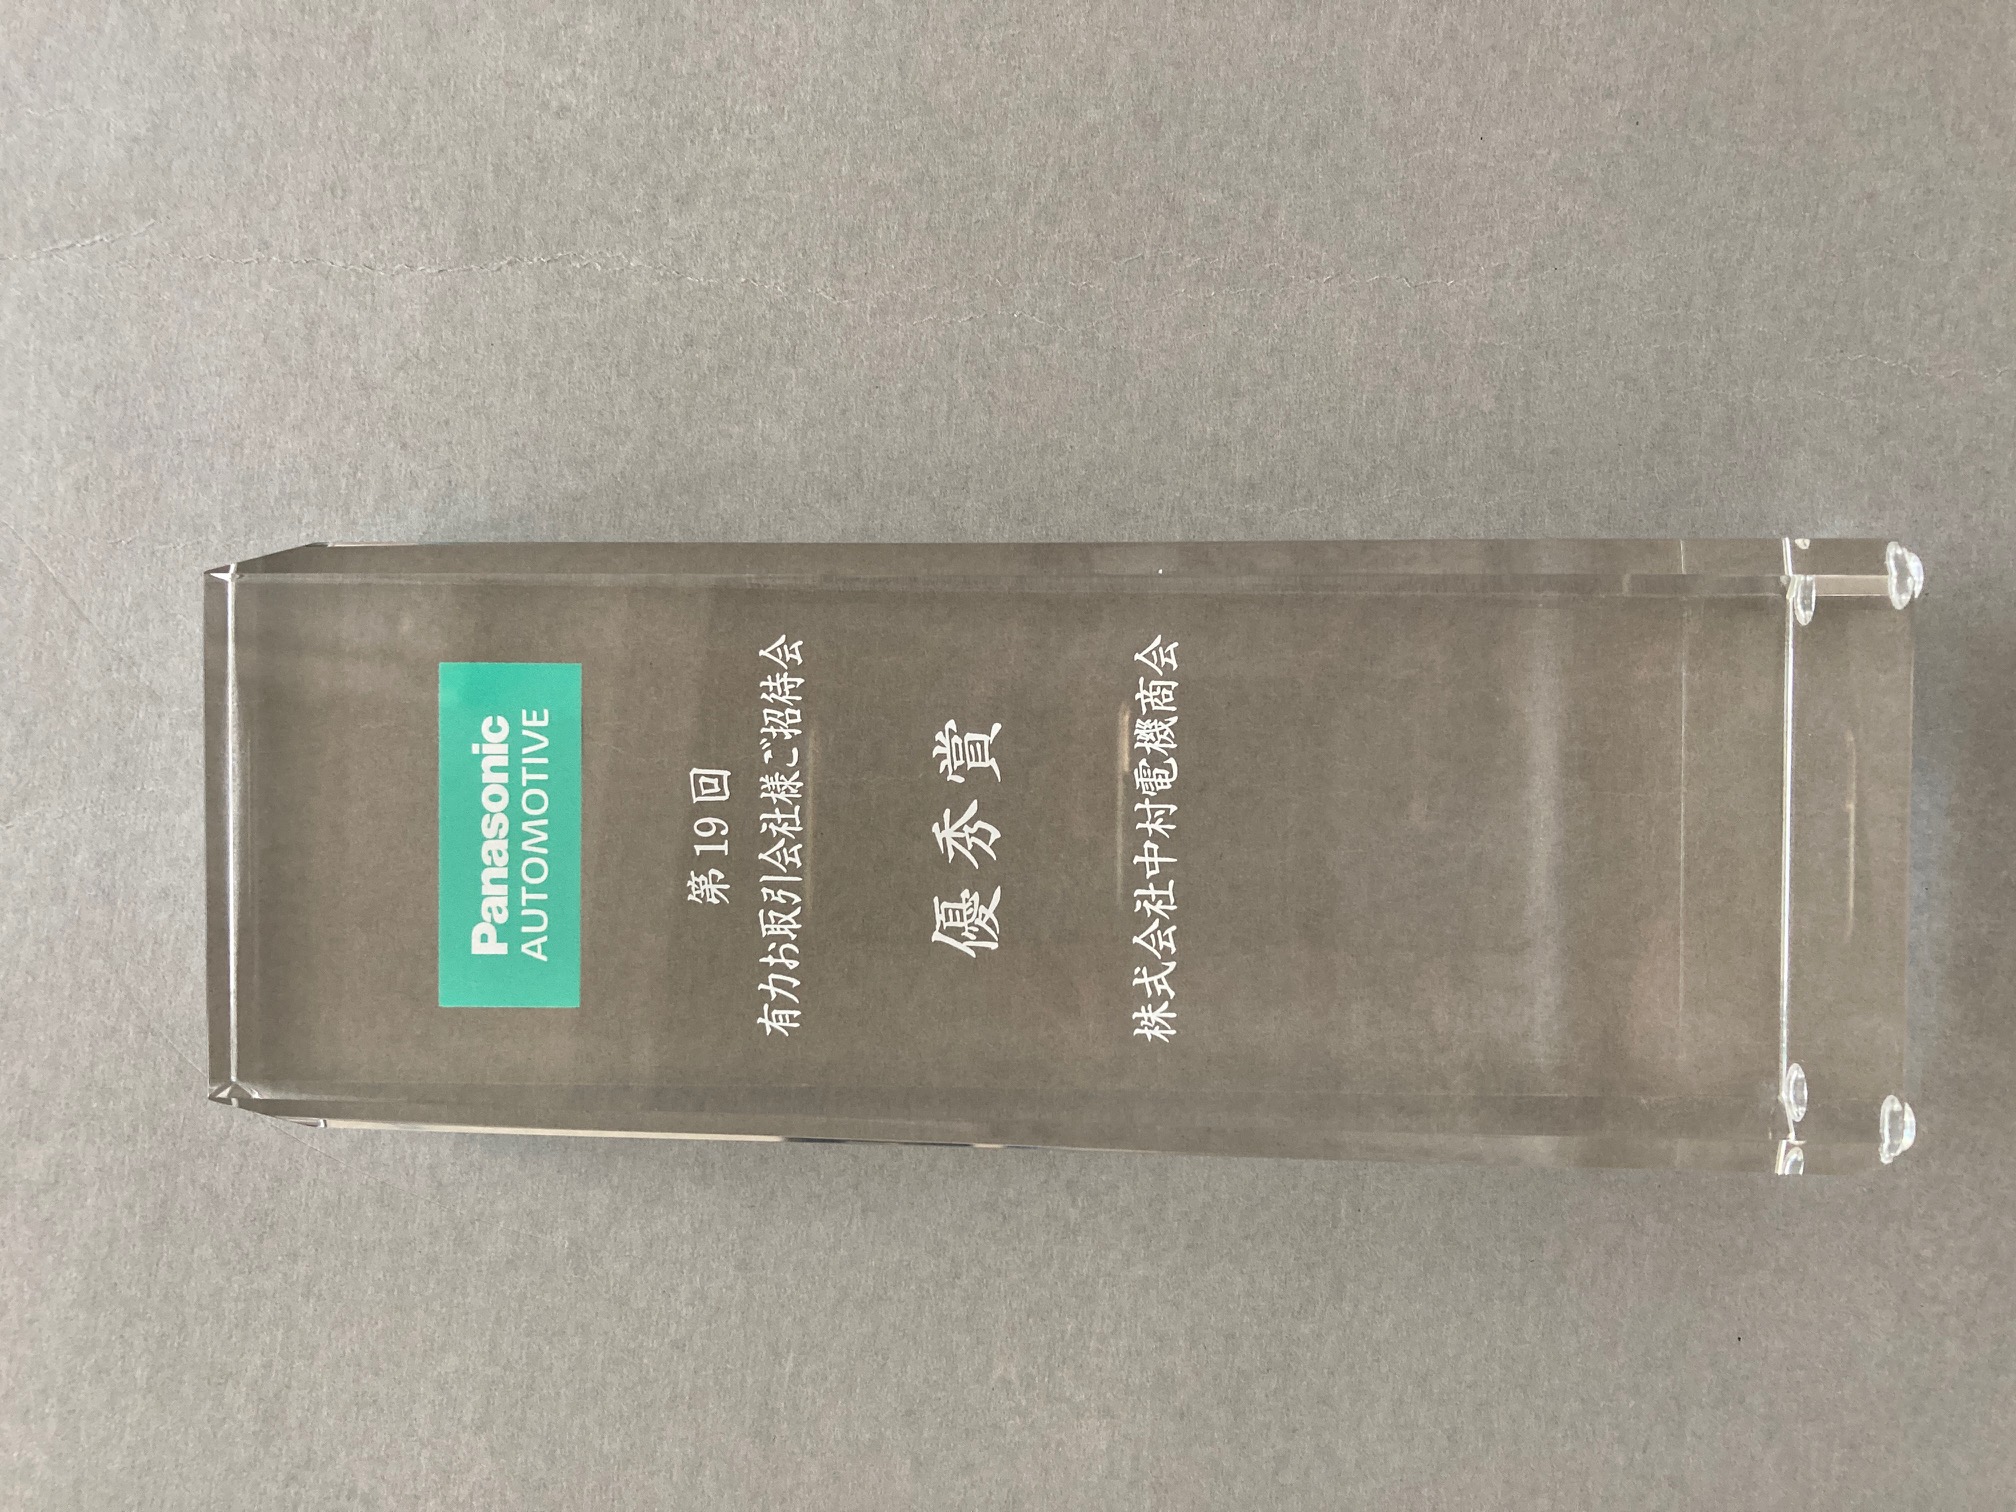 Panasonic
AUTOMOTIVE
第19回
有力お取引会社様ご招待会
優秀賞
株式会社中村電機商会